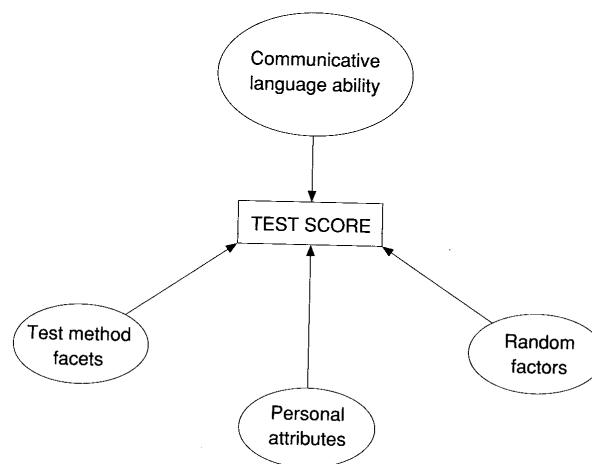 Communicative
language ability
TEST SCORE
Test method
facets
Random
factors
Personal
attributes